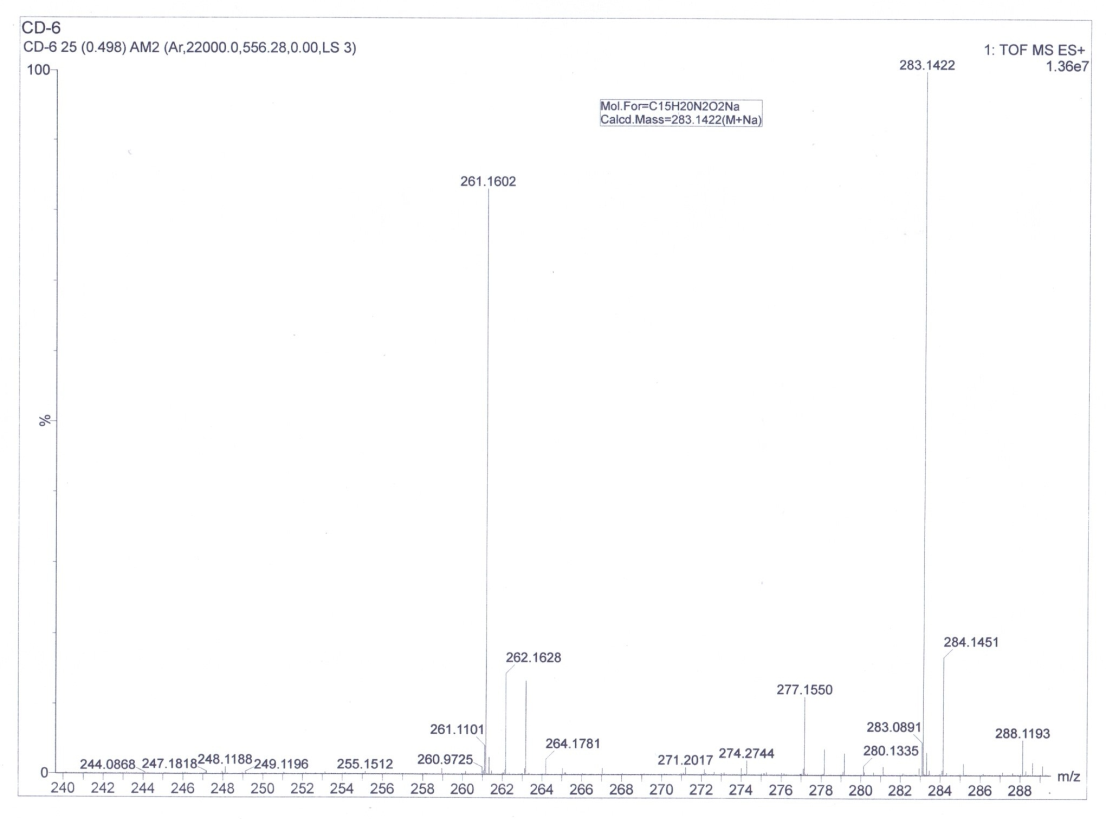 CD-6
CD-6 25 (0.498) AM2 (Ar,22000.0,556.28,0.00,LS 3)
1: TOF MS ES+
1.36e7
100
283.1422
Mol.For=C15H20N2O2Na
Calcd.Mass=283.1422(M+Na)
261.1602
%
284.1451
262.1628
277.1550
261.1101
283.0891
288.1193
264.1781
280.1335
274.2744
271.2017
260.9725
255.1512
249.1196
248.1188
247.1818
244.0868
0
m/z
240 242 244 246 248 250 252 254 256 258 260 262 264 266 268 270 272 274 276 278 280 282 284 286 288